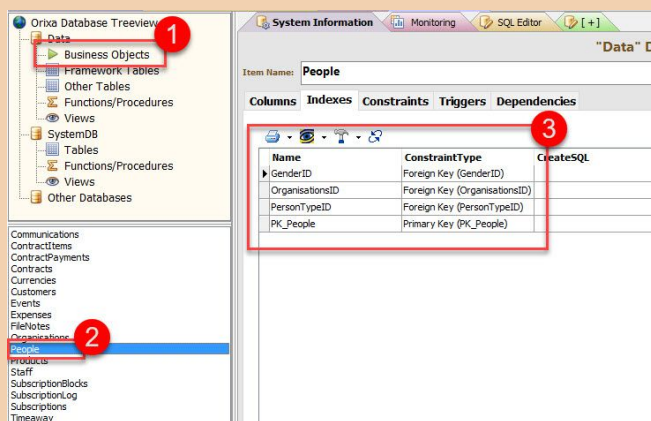 Orixa Database Treeview
Data
Business Objects
Framework Tables
Other Tables
Functions/Procedures
Views
SystemDB
Tables
Functions/Procedures
Views
Other Databases
1
Communications
ContractItems
ContractPayments
Contracts
Currencies
Customers
Events
Expenses
FileNotes
Organisations
People
Products
Staff
SubscriptionBlocks
SubscriptionLog
Subscriptions
Timeaway
2
System Information Monitoring SQL Editor [+]
"Data" D
Item Name: People
Columns Indexes Constraints Triggers Dependencies
3
Name ConstraintType CreateSQL
GenderID Foreign Key (GenderID)
OrganisationsID Foreign Key (OrganisationsID)
PersonTypeID Foreign Key (PersonTypeID)
PK_People Primary Key (PK_People)